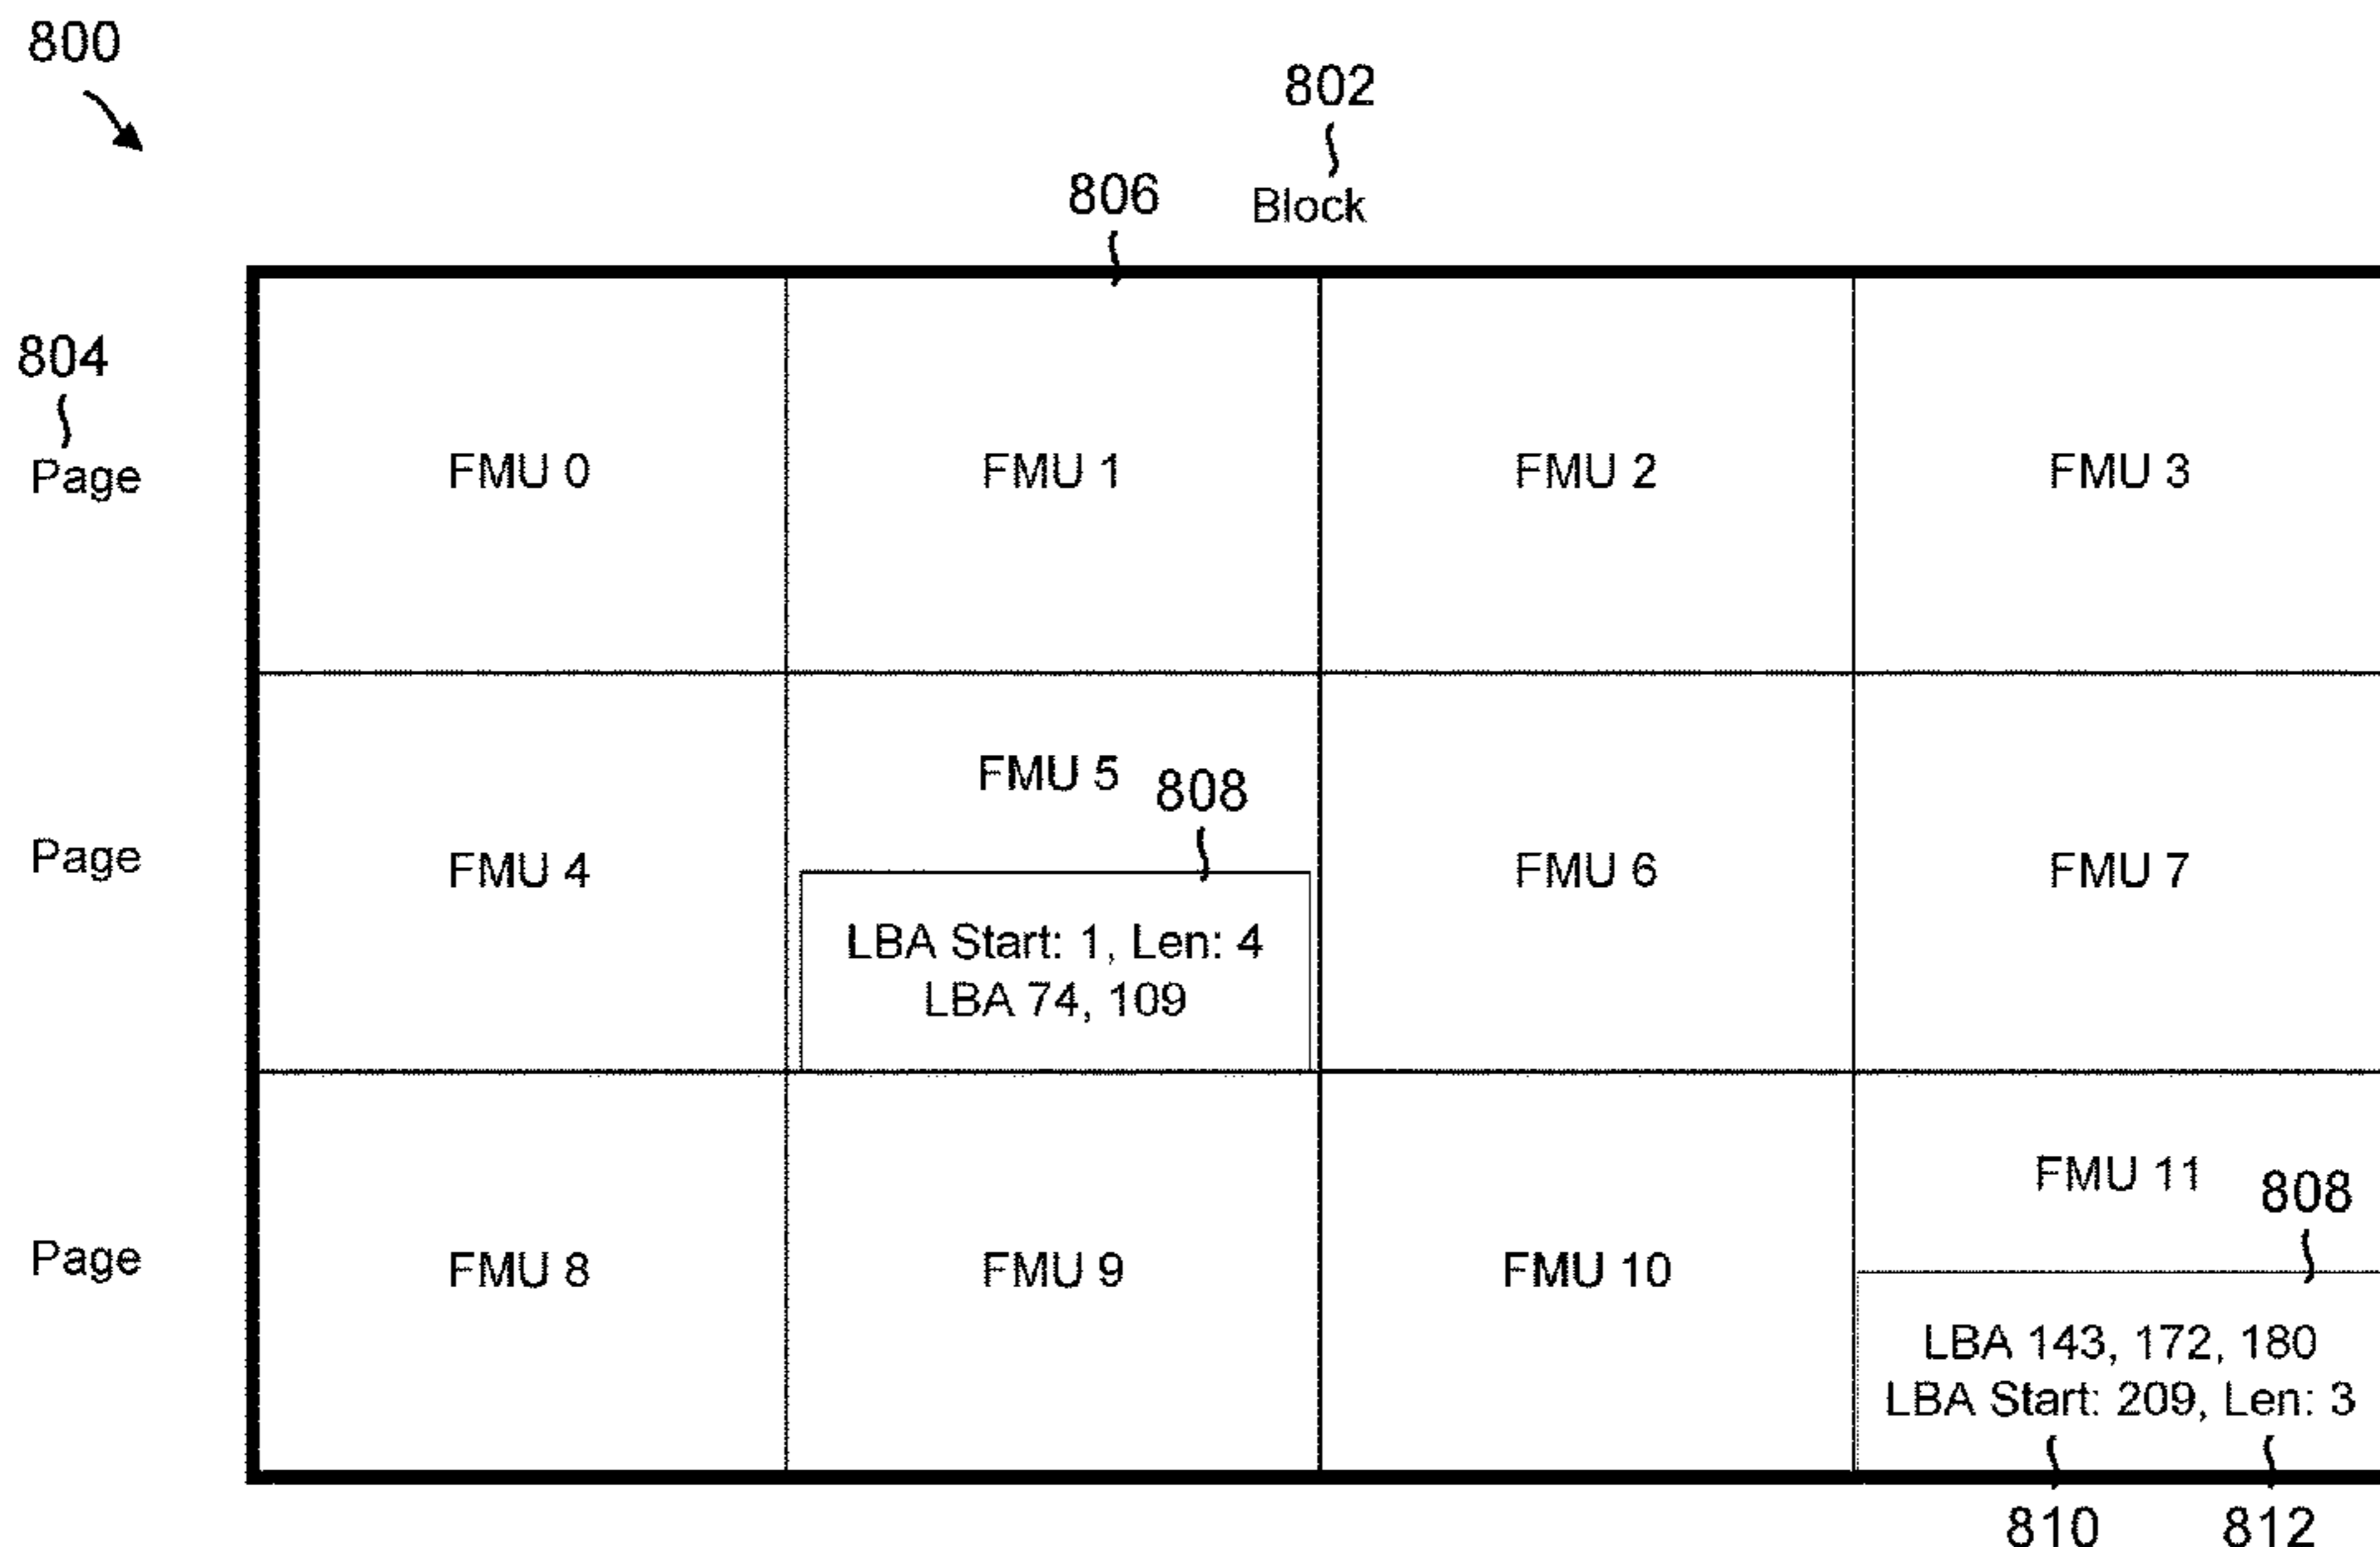 800
802
Block
806
804
Page
FMU 0
FMU 1
FMU 2
FMU 3
Page
FMU 4
FMU 5
808
LBA Start: 1, Len: 4
LBA 74, 109
FMU 6
FMU 7
Page
FMU 8
FMU 9
FMU 10
FMU 11
808
LBA 143, 172, 180
LBA Start: 209, Len: 3
810
812